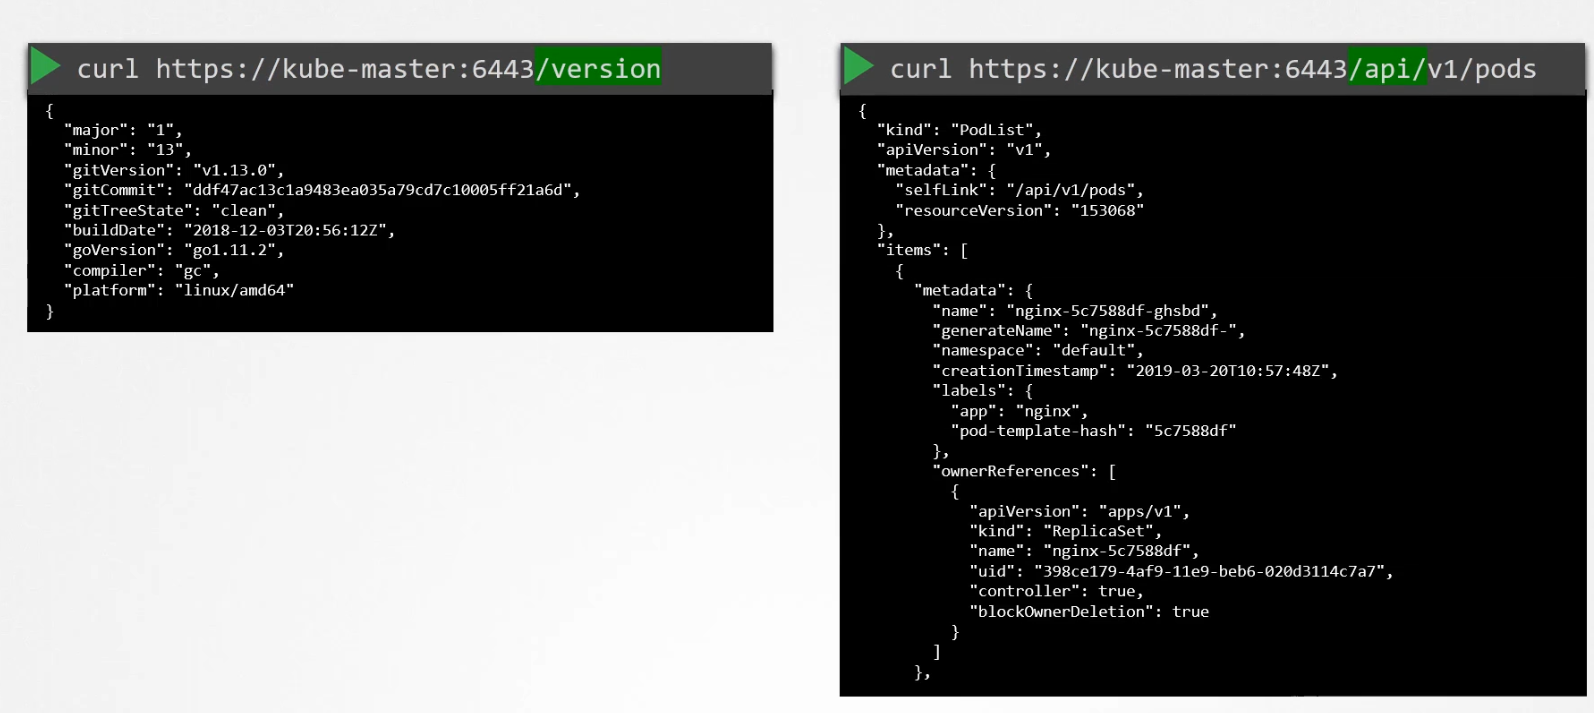 curl https://kube-master:6443/version
{
  "major": "1",
  "minor": "13",
  "gitVersion": "v1.13.0",
  "gitCommit": "ddf47ac13c1a9483ea035a79cd7c10005ff21a6d",
  "gitTreeState": "clean",
  "buildDate": "2018-12-03T20:56:12Z",
  "goVersion": "go1.11.2",
  "compiler": "gc",
  "platform": "linux/amd64"
}
curl https://kube-master:6443/api/v1/pods
{
  "kind": "PodList",
  "apiVersion": "v1",
  "metadata": {
    "selfLink": "/api/v1/pods",
    "resourceVersion": "153068"
  },
  "items": [
    {
      "metadata": {
        "name": "nginx-5c7588df-ghsbd",
        "generateName": "nginx-5c7588df-",
        "namespace": "default",
        "creationTimestamp": "2019-03-20T10:57:48Z",
        "labels": {
          "app": "nginx",
          "pod-template-hash": "5c7588df"
        },
        "ownerReferences": [
          {
            "apiVersion": "apps/v1",
            "kind": "ReplicaSet",
            "name": "nginx-5c7588df",
            "uid": "398ce179-4af9-11e9-beb6-020d3114c7a7",
            "controller": true,
            "blockOwnerDeletion": true
          }
        ]
      },